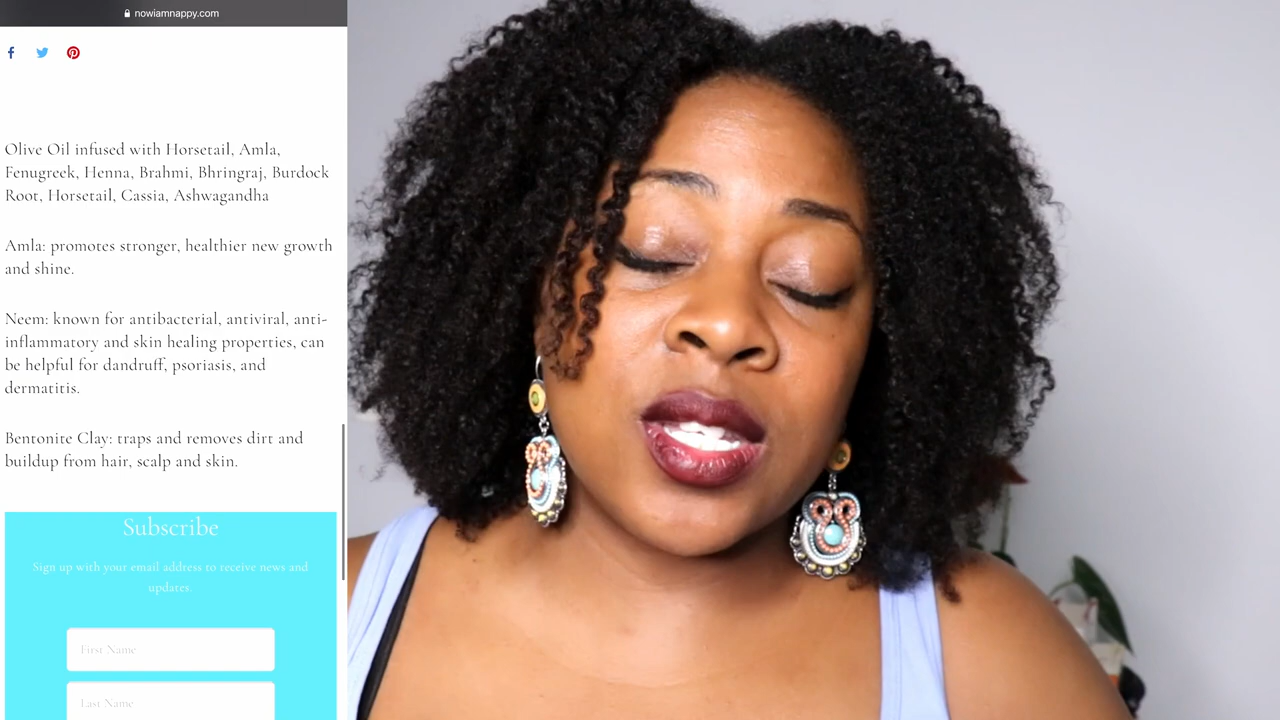 nowiamnappy.com
Olive Oil infused with Horsetail, Amla,
Fenugreek, Henna, Brahmi, Bhringraj, Burdock
Root, Horsetail, Cassia, Ashwagandha
Amla: promotes stronger, healthier new growth
and shine.
Neem: known for antibacterial, antiviral, anti-
inflammatory and skin healing properties, can
be helpful for dandruff, psoriasis, and
dermatitis.
Bentonite Clay: traps and removes dirt and
buildup from hair, scalp and skin.
Subscribe
Sign up with your email address to receive news and
updates.
First Name
Last Name